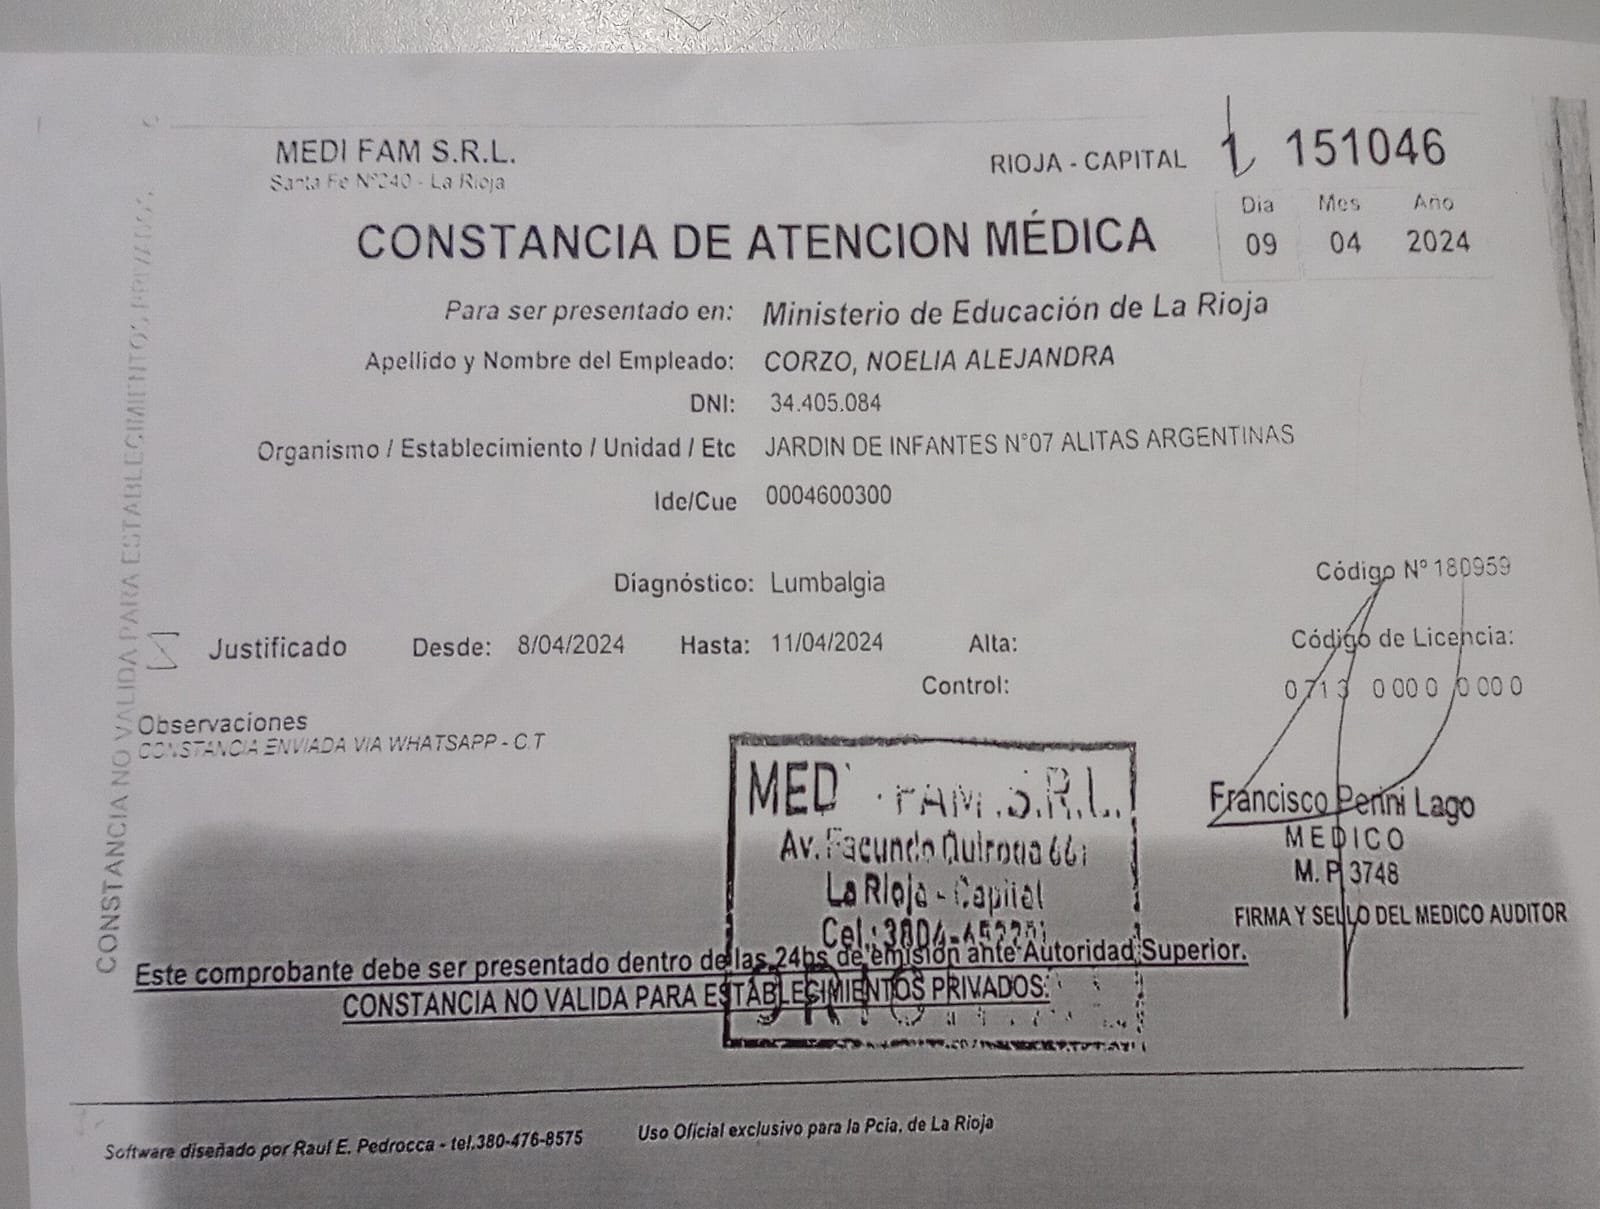 MEDI FAM S.R.L.
Santa Fe N°240 - La Rioja
RIOJA - CAPITAL
151046
Dia Mes Año
09 04 2024
CONSTANCIA DE ATENCION MÉDICA
Para ser presentado en: Ministerio de Educación de La Rioja
Apellido y Nombre del Empleado: CORZO, NOELIA ALEJANDRA
DNI: 34.405.084
Organismo / Establecimiento / Unidad / Etc JARDIN DE INFANTES N°07 ALITAS ARGENTINAS
Ide/Cue 0004600300
Diagnóstico: Lumbalgia
Código N° 180959
Justificado Desde: 8/04/2024 Hasta: 11/04/2024 Alta:
Control:
Código de Licencia:
0713 0000 0000
Observaciones
CONSTANCIA ENVIADA VIA WHATSAPP - C.T
MED FAM S.R.L.
Av. Facundo Quiroga
La Rioja - Capital
Cel.: 3804
Francisco Perini Lago
MEDICO
M.P 3748
FIRMA Y SELLO DEL MEDICO AUDITOR
Este comprobante debe ser presentado dentro de las 24hs de emisión ante Autoridad Superior.
CONSTANCIA NO VALIDA PARA ESTABLECIMIENTOS PRIVADOS.
Software diseñado por Raul E. Pedrocca - tel.380-476-8575
Uso Oficial exclusivo para la Pcia. de La Rioja
CONSTANCIA NO VALIDA PARA ESTABLECIMIENTOS PRIVADOS.